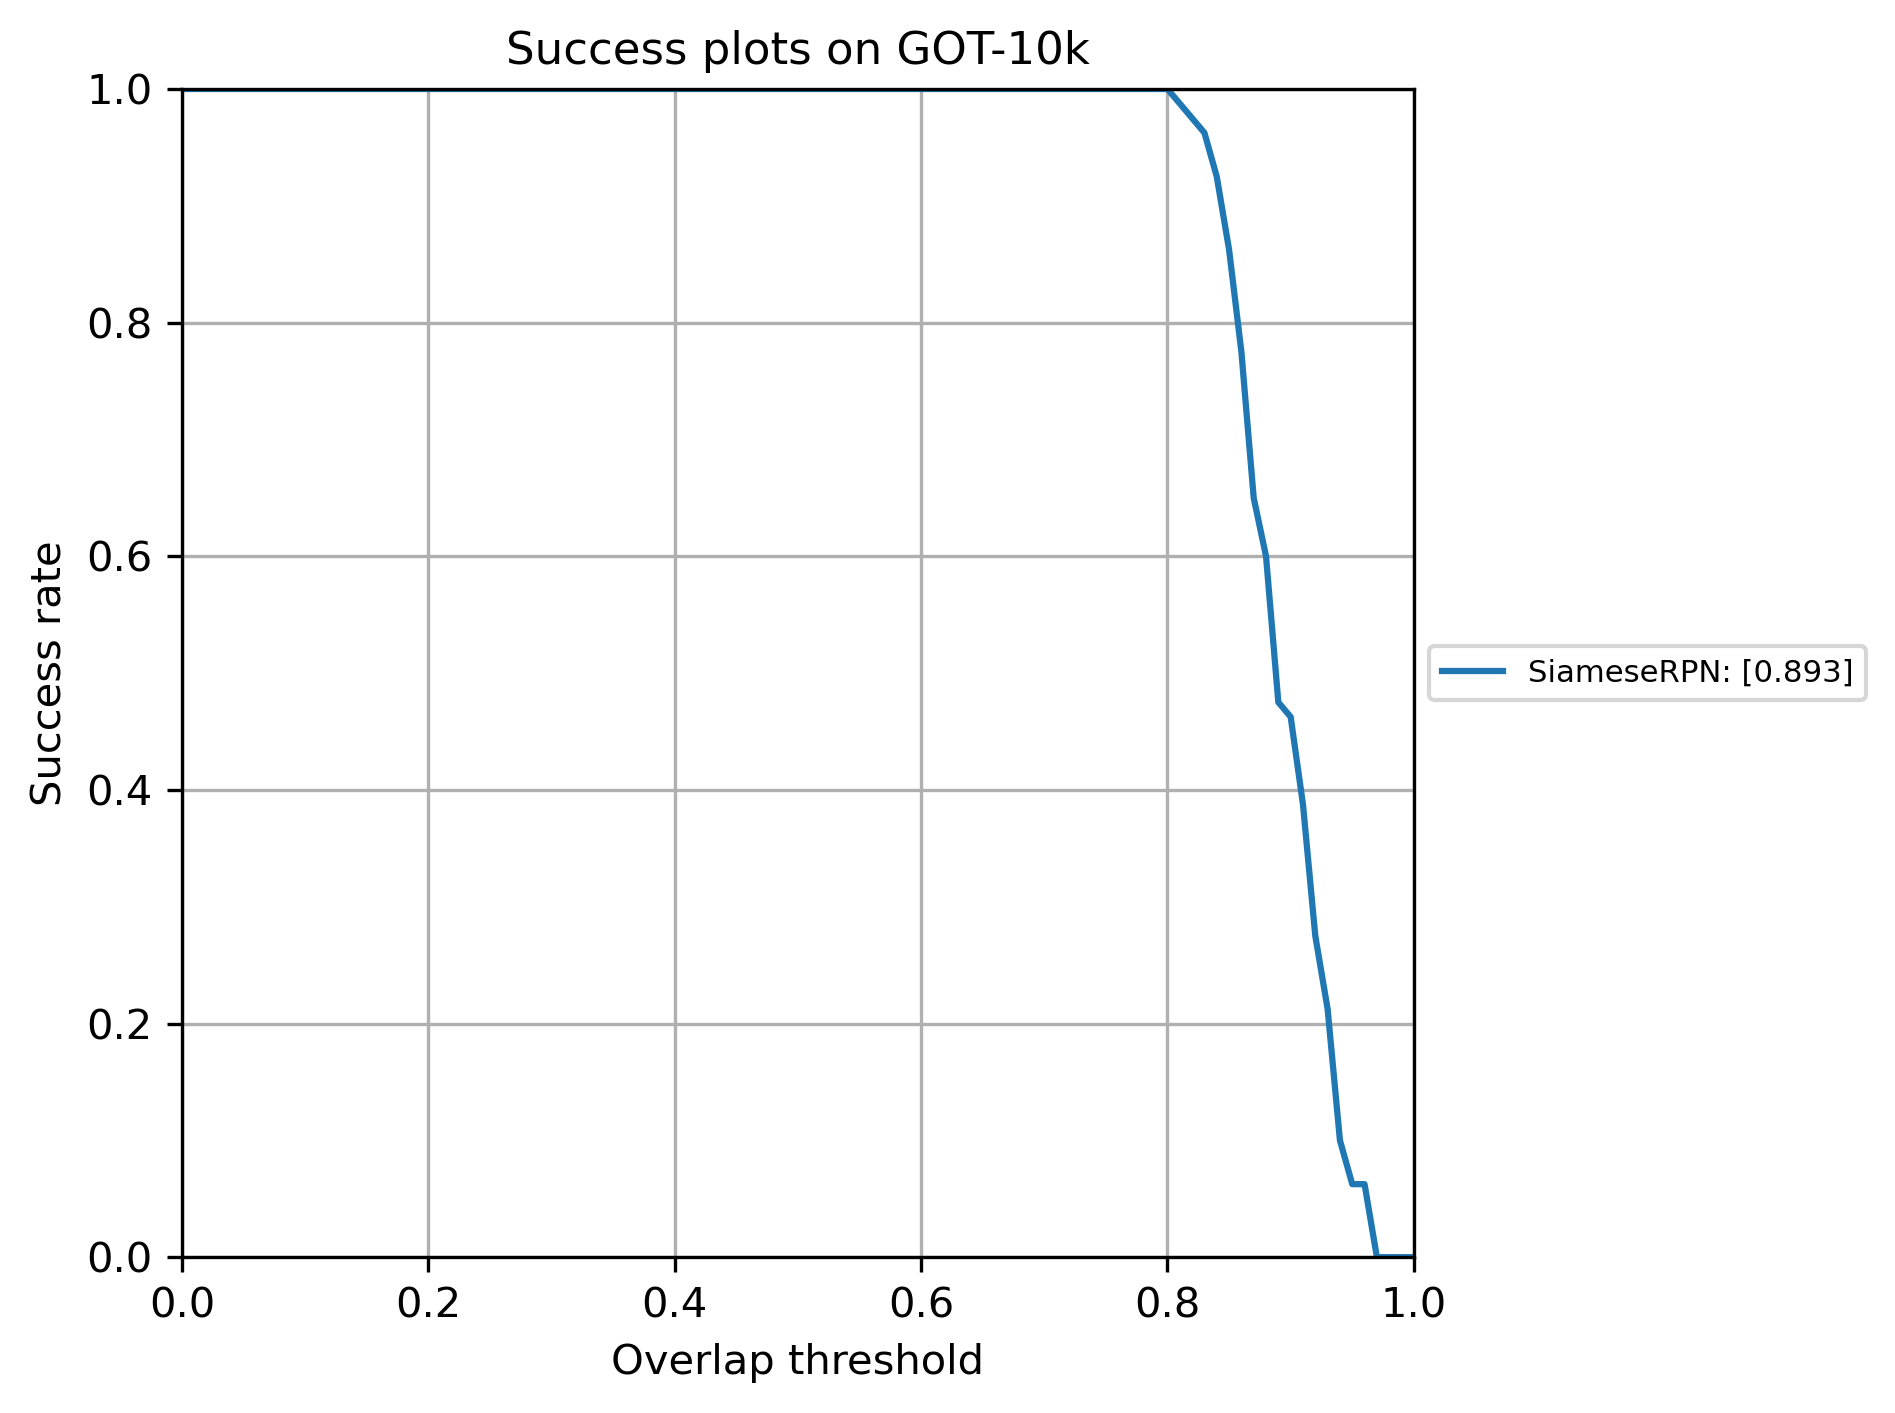 Success plots on GOT-10k
1.0
0.8
0.6
0.4
0.2
0.0
Success rate
0.0 0.2 0.4 0.6 0.8 1.0
Overlap threshold
SiameseRPN: [0.893]